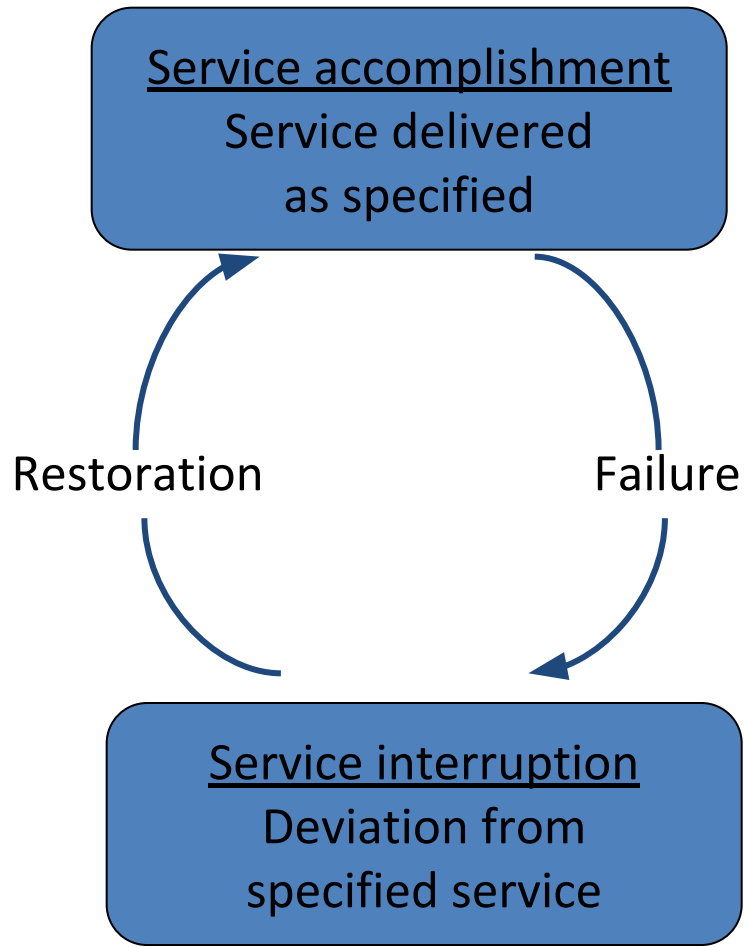 Service accomplishment
Service delivered
as specified
Restoration
Failure
Service interruption
Deviation from
specified service